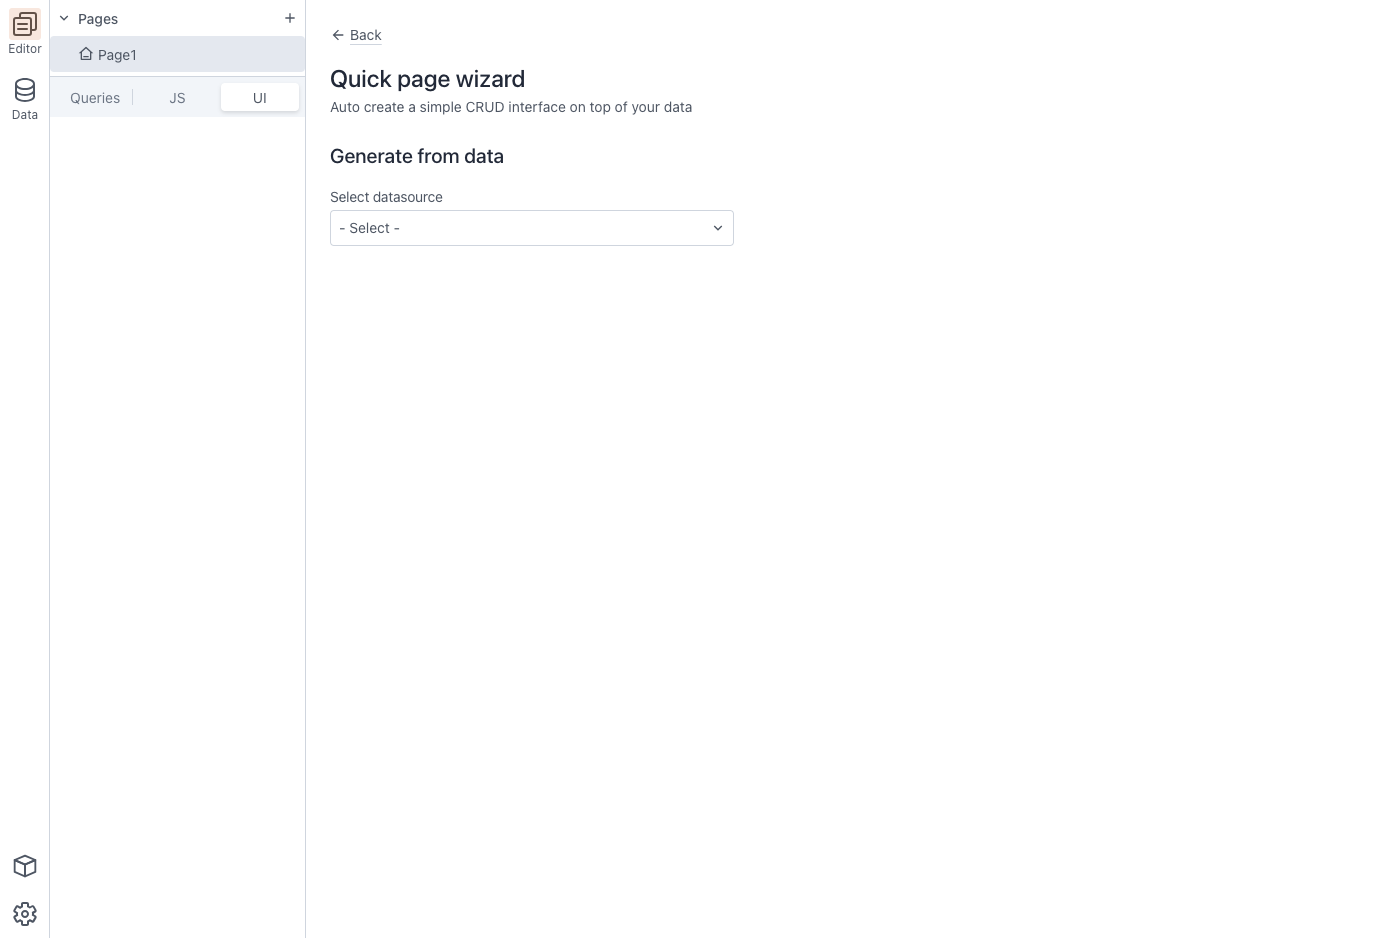 Editor
Data
Pages
Page1
Queries
JS
UI
Back
Quick page wizard
Auto create a simple CRUD interface on top of your data
Generate from data
Select datasource
- Select -